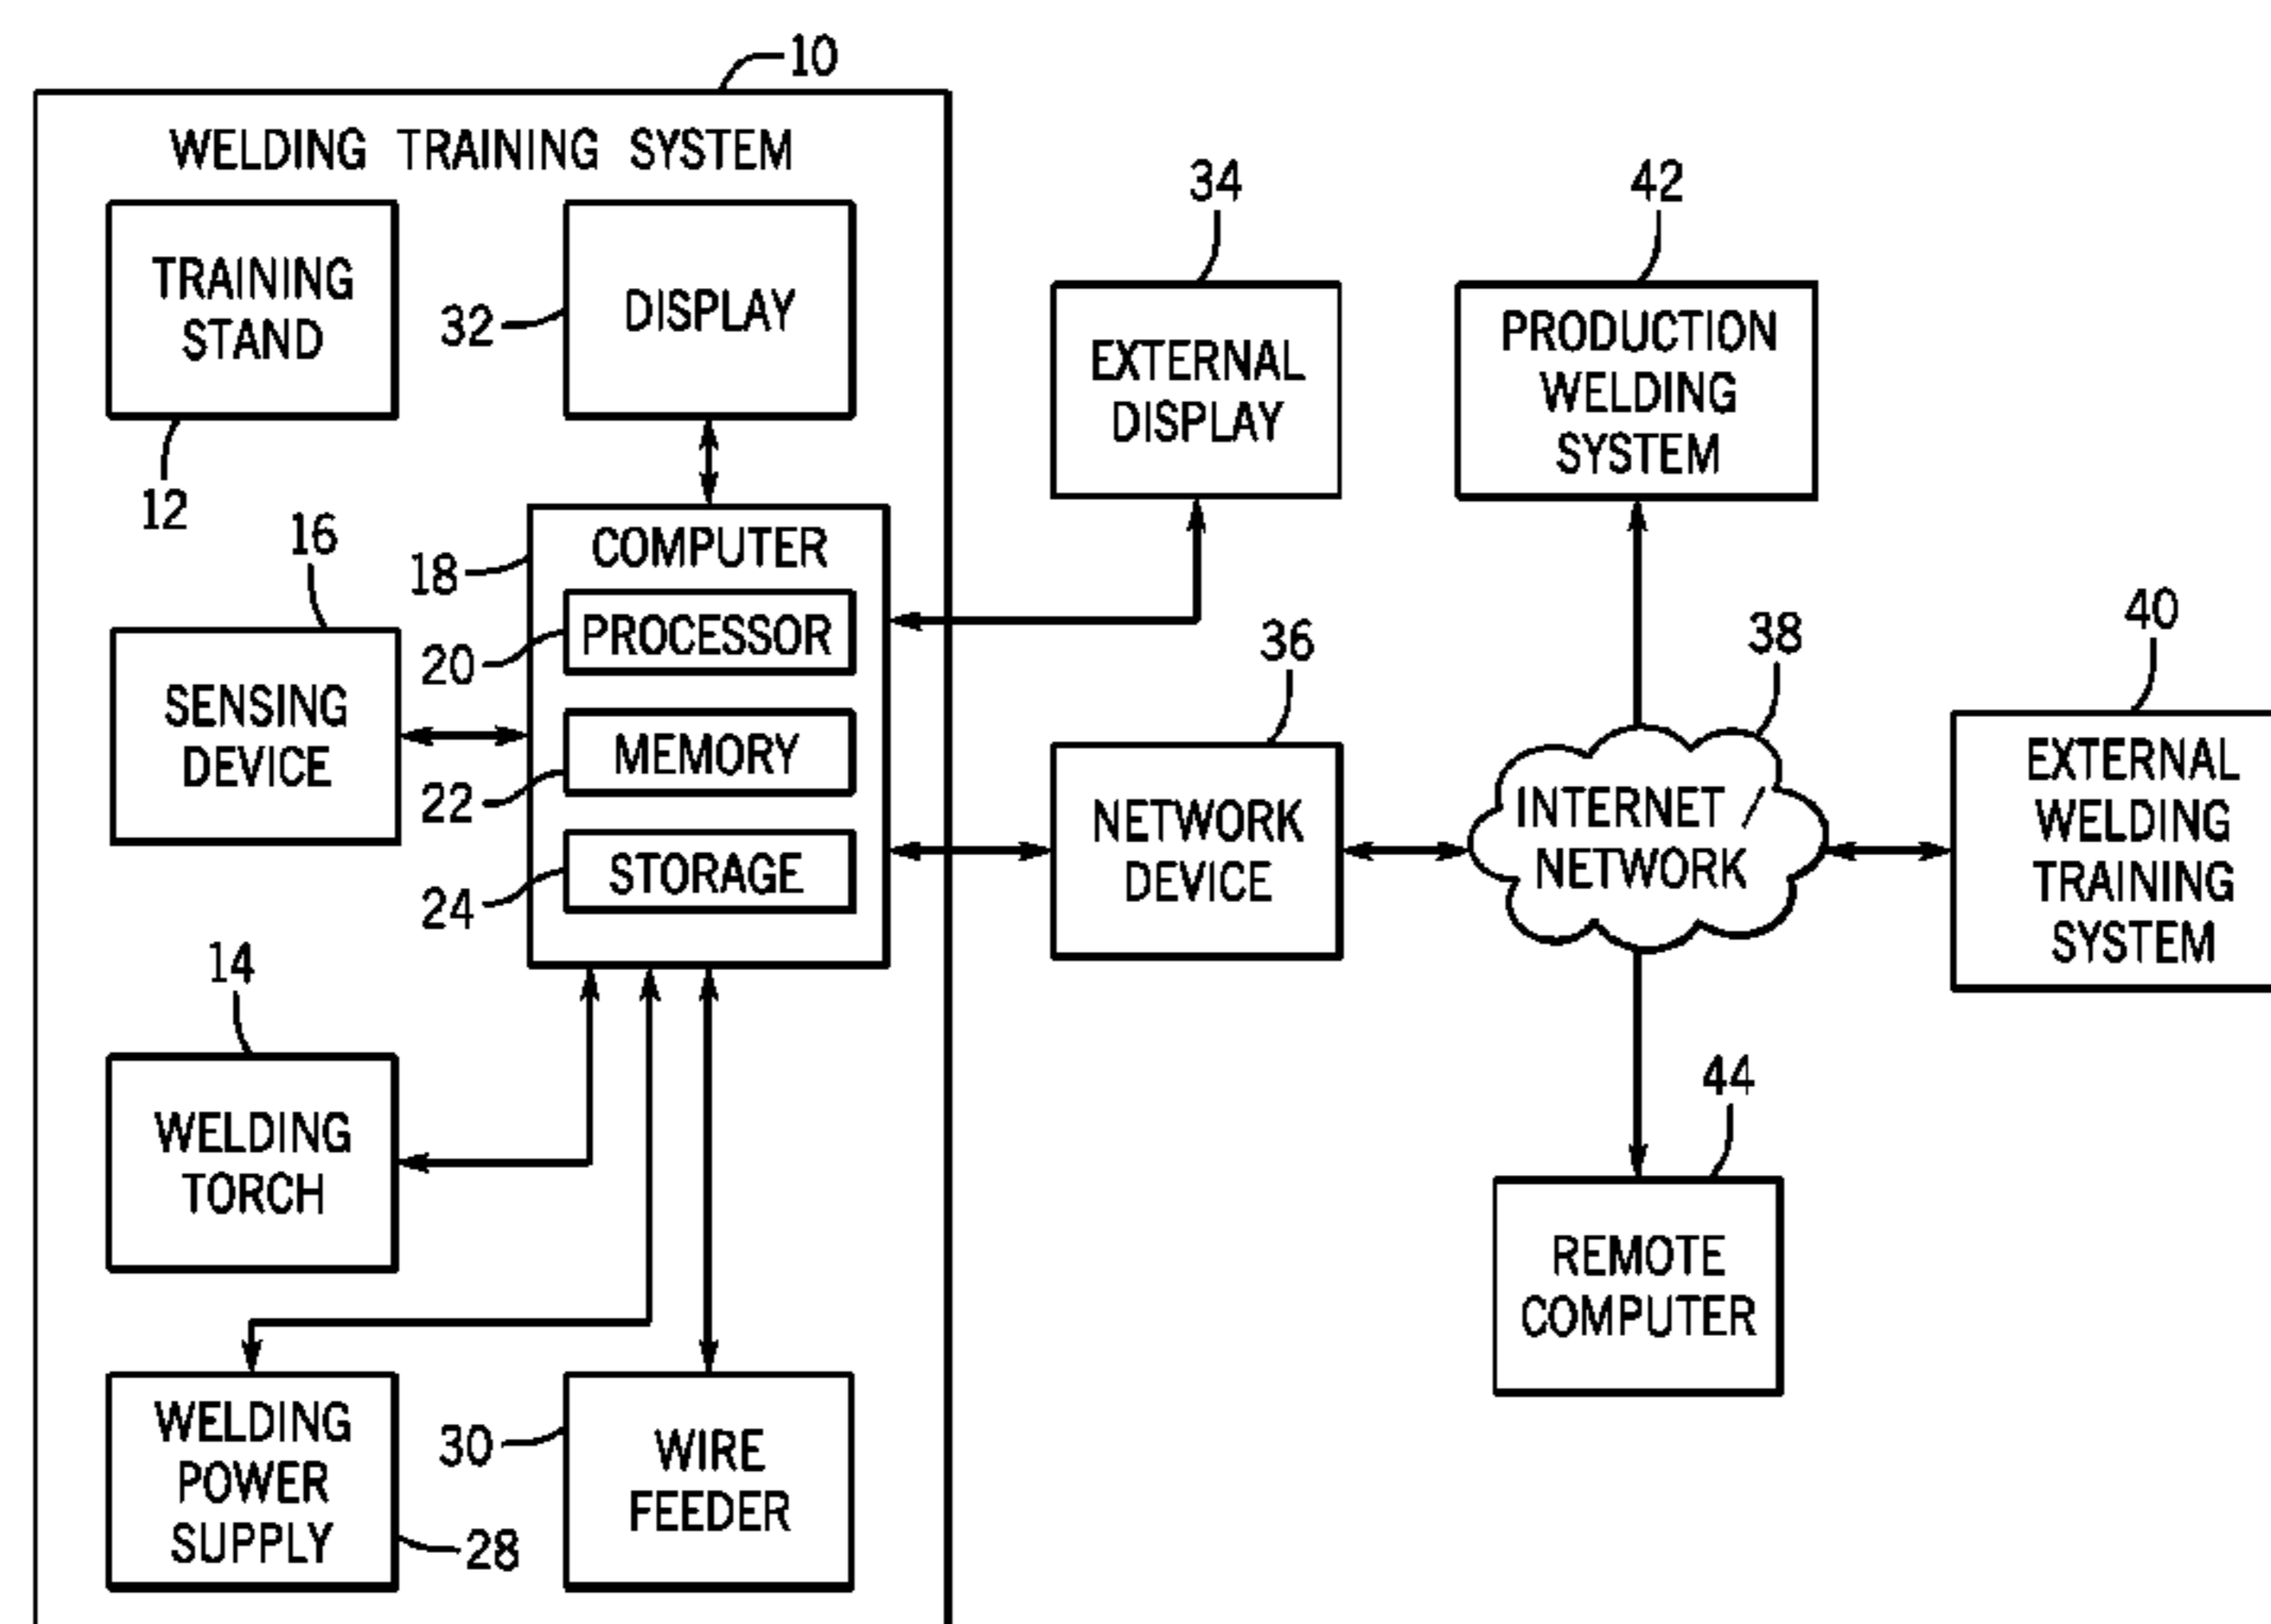 10
WELDING TRAINING SYSTEM
TRAINING
STAND
12
32
DISPLAY
34
EXTERNAL
DISPLAY
42
PRODUCTION
WELDING
SYSTEM
16
SENSING
DEVICE
18
COMPUTER
20
PROCESSOR
22
MEMORY
24
STORAGE
36
NETWORK
DEVICE
38
INTERNET /
NETWORK
40
EXTERNAL
WELDING
TRAINING
SYSTEM
14
WELDING
TORCH
44
REMOTE
COMPUTER
WELDING
POWER
SUPPLY
28
30
WIRE
FEEDER